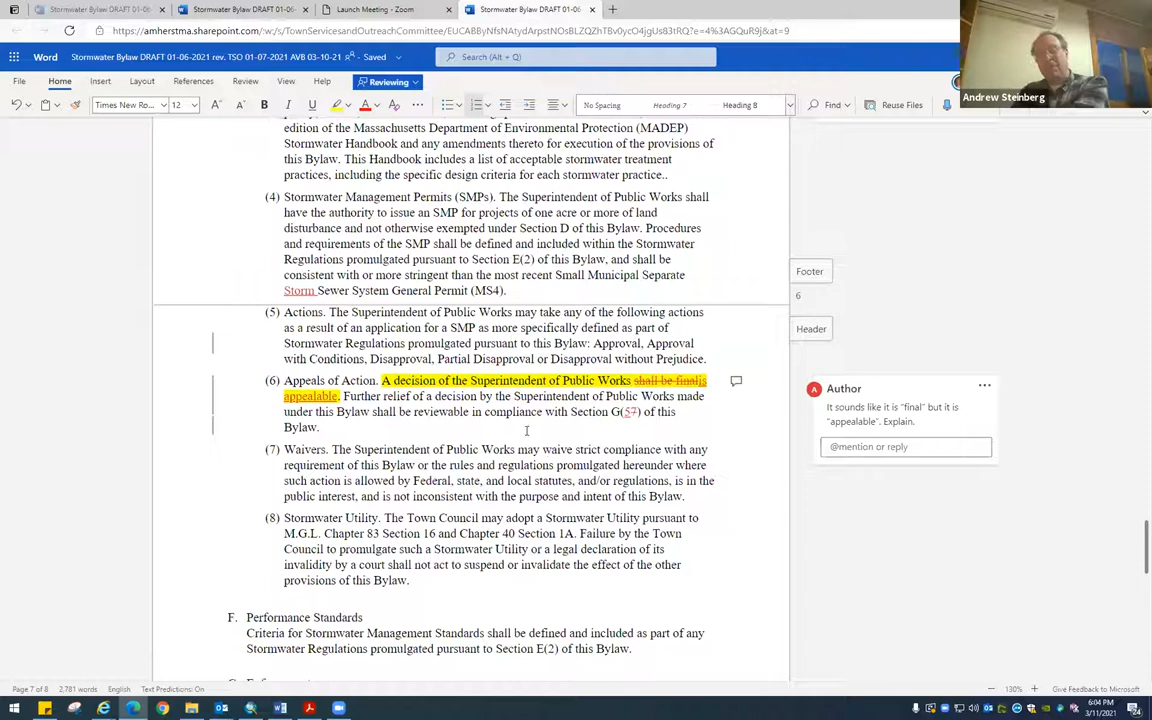 Stormwater Bylaw DRAFT 01-06
Stormwater Bylaw DRAFT 01-06-
Launch Meeting - Zoom
Stormwater Bylaw DRAFT 01-06-
https://amherstma.sharepoint.com/:w:/s/TownServicesandOutreachCommittee/EUCABByNfsNAtydArpstNOsBLZQZhTBv0ycO4jgUs83tRQ?e=4%3AGQuR9j&at=9
Word
Stormwater Bylaw DRAFT 01-06-2021 rev. TSO 01-07-2021 AVB 03-10-21 - Saved
Search (Alt + Q)
File
Home
Insert
Layout
References
Review
View
Help
Reviewing
Andrew Steinberg
Times New Ro...
12
B I U
No Spacing
Heading 7
Heading 8
Find
Reuse Files
edition of the Massachusetts Department of Environmental Protection (MADEP)
Stormwater Handbook and any amendments thereto for execution of the provisions of
this Bylaw. This Handbook includes a list of acceptable stormwater treatment
practices, including the specific design criteria for each stormwater practice..
(4) Stormwater Management Permits (SMPs). The Superintendent of Public Works shall
have the authority to issue an SMP for projects of one acre or more of land
disturbance and not otherwise exempted under Section D of this Bylaw. Procedures
and requirements of the SMP shall be defined and included within the Stormwater
Regulations promulgated pursuant to Section E(2) of this Bylaw, and shall be
consistent with or more stringent than the most recent Small Municipal Separate
Storm Sewer System General Permit (MS4).
Footer
6
Header
(5) Actions. The Superintendent of Public Works may take any of the following actions
as a result of an application for a SMP as more specifically defined as part of
Stormwater Regulations promulgated pursuant to this Bylaw: Approval, Approval
with Conditions, Disapproval, Partial Disapproval or Disapproval without Prejudice.
(6) Appeals of Action. A decision of the Superintendent of Public Works shall be finalis
appealable. Further relief of a decision by the Superintendent of Public Works made
under this Bylaw shall be reviewable in compliance with Section G(57) of this
Bylaw.
A
Author
It sounds like it is "final" but it is
"appealable". Explain.
@mention or reply
(7) Waivers. The Superintendent of Public Works may waive strict compliance with any
requirement of this Bylaw or the rules and regulations promulgated hereunder where
such action is allowed by Federal, state, and local statutes, and/or regulations, is in the
public interest, and is not inconsistent with the purpose and intent of this Bylaw.
(8) Stormwater Utility. The Town Council may adopt a Stormwater Utility pursuant to
M.G.L. Chapter 83 Section 16 and Chapter 40 Section 1A. Failure by the Town
Council to promulgate such a Stormwater Utility or a legal declaration of its
invalidity by a court shall not act to suspend or invalidate the effect of the other
provisions of this Bylaw.
F. Performance Standards
Criteria for Stormwater Management Standards shall be defined and included as part of any
Stormwater Regulations promulgated pursuant to Section E(2) of this Bylaw.
Page 7 of 8
2,781 words
English
Text Predictions: On
130%
Give Feedback to Microsoft
6:04 PM
3/11/2021